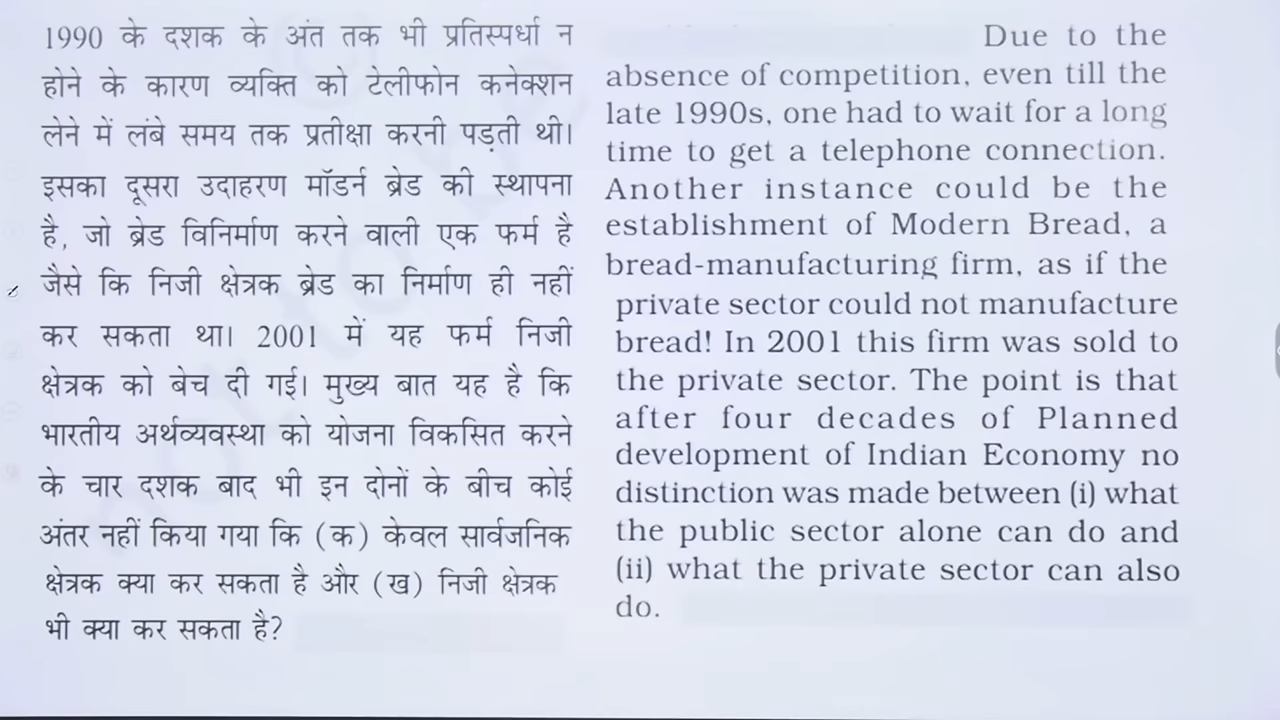 1990 के दशक के अंत तक भी प्रतिस्पर्धा न
होने के कारण व्यक्ति को टेलीफोन कनेक्शन
लेने में लंबे समय तक प्रतीक्षा करनी पड़ती थी।
इसका दूसरा उदाहरण मॉडर्न ब्रेड की स्थापना
है, जो ब्रेड विनिर्माण करने वाली एक फर्म है
जैसे कि निजी क्षेत्रक ब्रेड का निर्माण ही नहीं
कर सकता था। 2001 में यह फर्म निजी
क्षेत्रक को बेच दी गई। मुख्य बात यह है कि
भारतीय अर्थव्यवस्था को योजना विकसित करने
के चार दशक बाद भी इन दोनों के बीच कोई
अंतर नहीं किया गया कि (क) केवल सार्वजनिक
क्षेत्रक क्या कर सकता है और (ख) निजी क्षेत्रक
भी क्या कर सकता है?
Due to the
absence of competition, even till the
late 1990s, one had to wait for a long
time to get a telephone connection.
Another instance could be the
establishment of Modern Bread, a
bread-manufacturing firm, as if the
private sector could not manufacture
bread! In 2001 this firm was sold to
the private sector. The point is that
after four decades of Planned
development of Indian Economy no
distinction was made between (i) what
the public sector alone can do and
(ii) what the private sector can also
do.